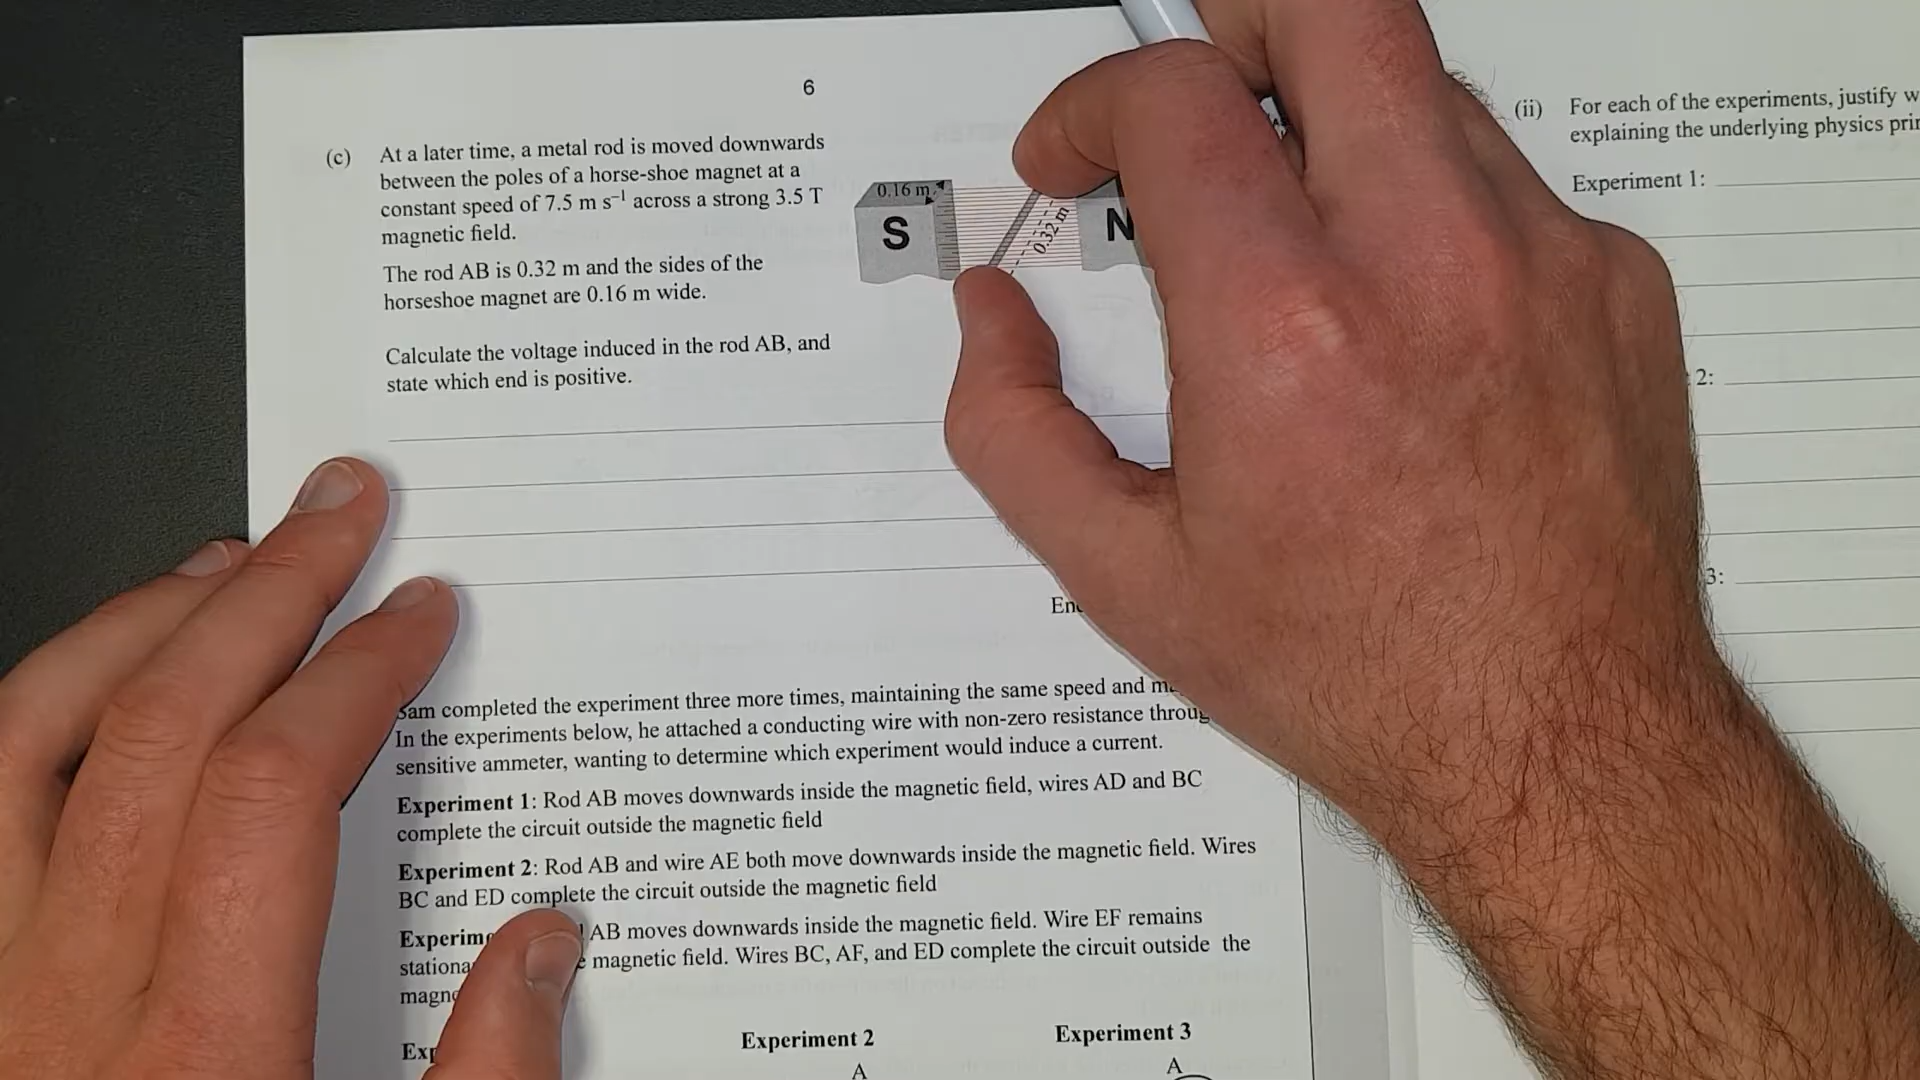 6
(c) At a later time, a metal rod is moved downwards
between the poles of a horse-shoe magnet at a
constant speed of 7.5 m s⁻¹ across a strong 3.5 T
magnetic field.
The rod AB is 0.32 m and the sides of the
horseshoe magnet are 0.16 m wide.
Calculate the voltage induced in the rod AB, and
state which end is positive.
0.16 m
S
0.32 m
N
Sam completed the experiment three more times, maintaining the same speed and
In the experiments below, he attached a conducting wire with non-zero resistance
sensitive ammeter, wanting to determine which experiment would induce a current.
Experiment 1: Rod AB moves downwards inside the magnetic field, wires AD and BC
complete the circuit outside the magnetic field
Experiment 2: Rod AB and wire AE both move downwards inside the magnetic field. Wires
BC and ED complete the circuit outside the magnetic field
AB moves downwards inside the magnetic field. Wire EF remains
magnetic field. Wires BC, AF, and ED complete the circuit outside the
Experiment 2
Experiment 3
A
A
(ii) For each of the experiments, justify
explaining the underlying physics
Experiment 1:
2:
3: